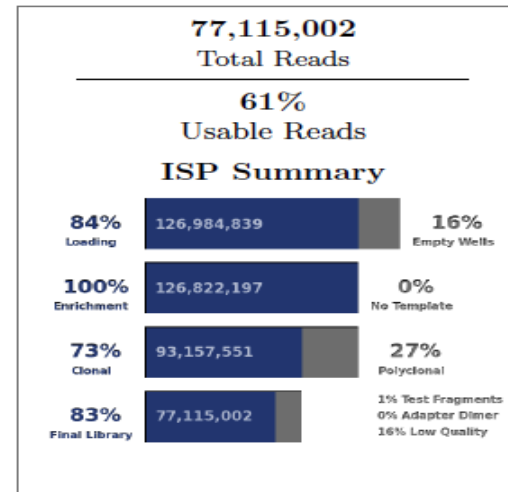 77,115,002
Total Reads
61%
Usable Reads
ISP Summary
84%
Loading
126,984,839
16%
Empty Wells
100%
Enrichment
126,822,197
0%
No Template
73%
Clonal
93,157,551
27%
Polyclonal
83%
Final Library
77,115,002
1% Test Fragments
0% Adapter Dimer
16% Low Quality